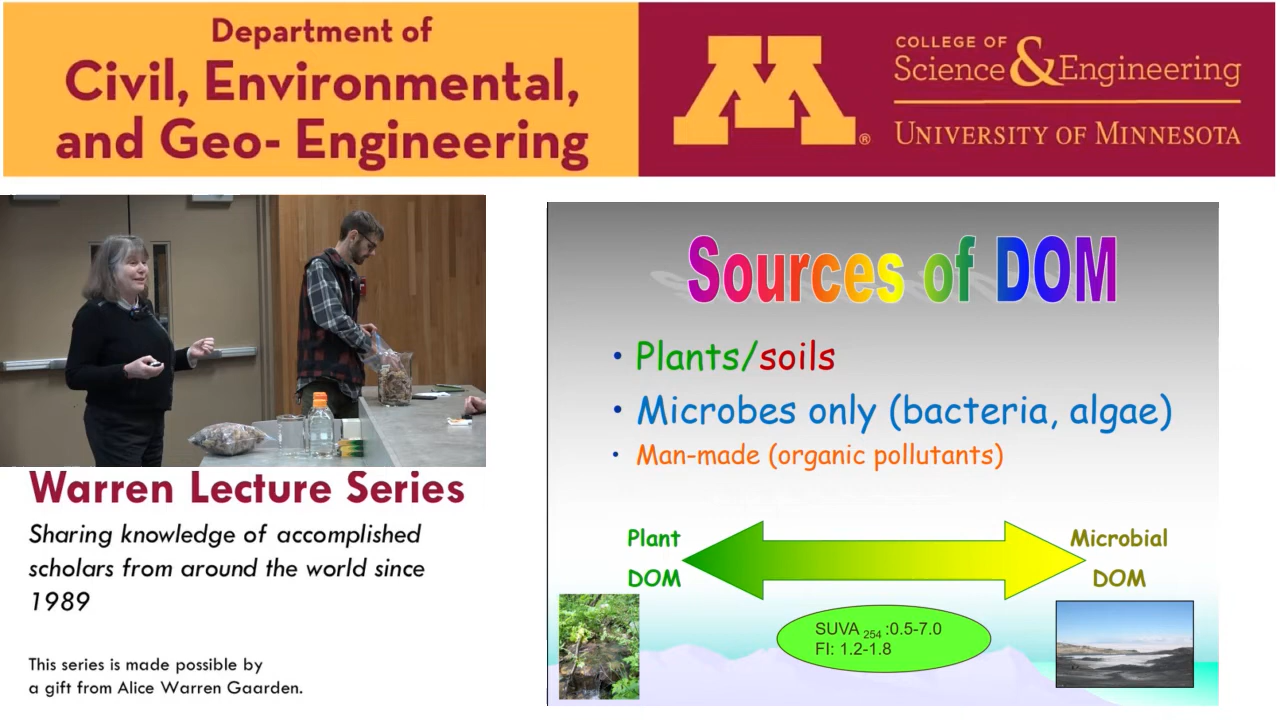 Department of
Civil, Environmental,
and Geo- Engineering
M®
COLLEGE OF
Science & Engineering
UNIVERSITY OF MINNESOTA
Warren Lecture Series
Sharing knowledge of accomplished
scholars from around the world since
1989
This series is made possible by
a gift from Alice Warren Gaarden.
Sources of DOM
• Plants/soils
• Microbes only (bacteria, algae)
• Man-made (organic pollutants)
Plant
DOM
Microbial
DOM
SUVA 254 :0.5-7.0
FI: 1.2-1.8